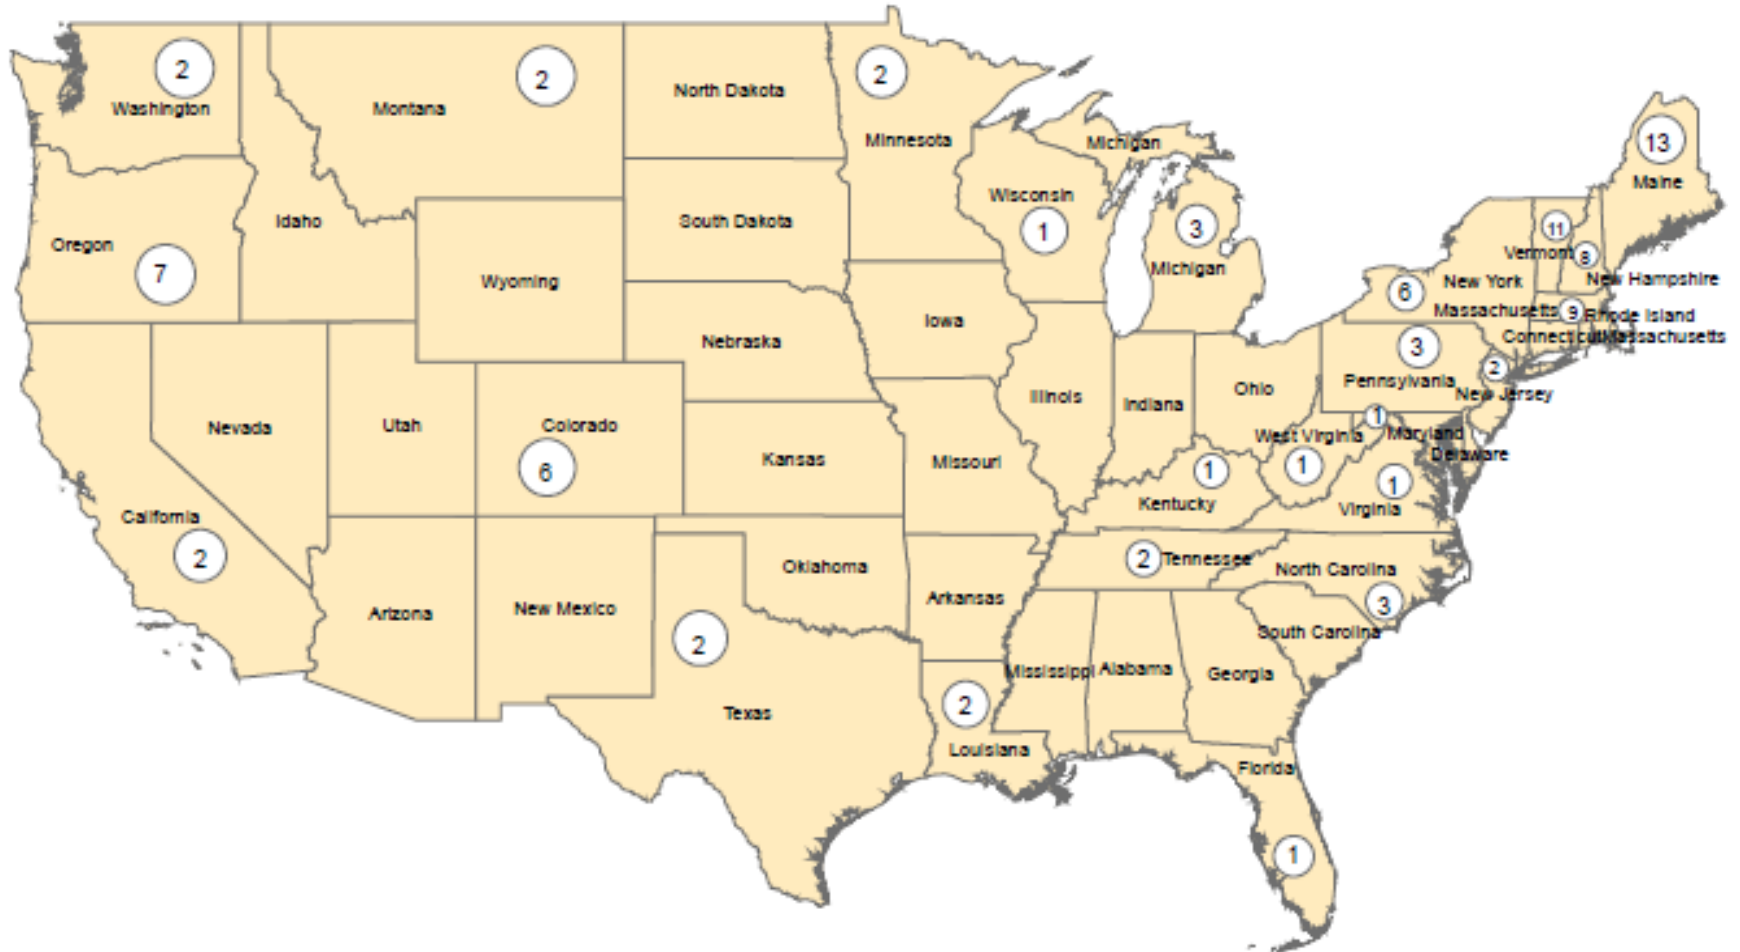 2
Washington
2
Montana
North Dakota
2
Minnesota
Michigan
13
Maine
Oregon
7
Idaho
South Dakota
Wisconsin
1
3
Michigan
11
Vermont
8
New Hampshire
Wyoming
New York
6
Massachusetts
9
Rhode Island
Connecticut
Massachusetts
Iowa
Nebraska
3
Pennsylvania
2
New Jersey
Nevada
Utah
Colorado
6
Kansas
Missouri
Illinois
Indiana
Ohio
1
West Virginia
1
Maryland
Delaware
1
Kentucky
1
Virginia
California
2
Arizona
New Mexico
Oklahoma
Arkansas
2
Tennessee
North Carolina
3
South Carolina
2
Texas
2
Louisiana
Mississippi
Alabama
Georgia
Florida
1